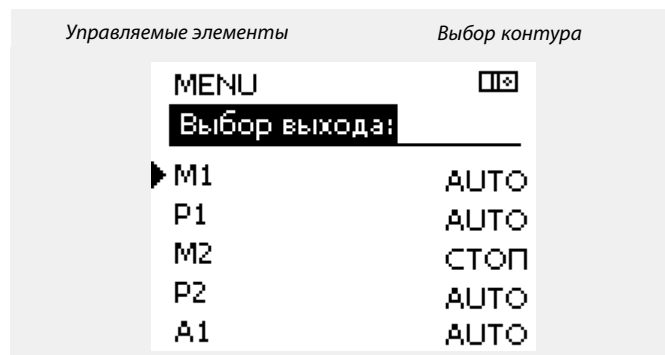 Управляемые элементы Выбор контура
MENU
Выбор выхода:
M1 AUTO
P1 AUTO
M2 СТОП
P2 AUTO
A1 AUTO